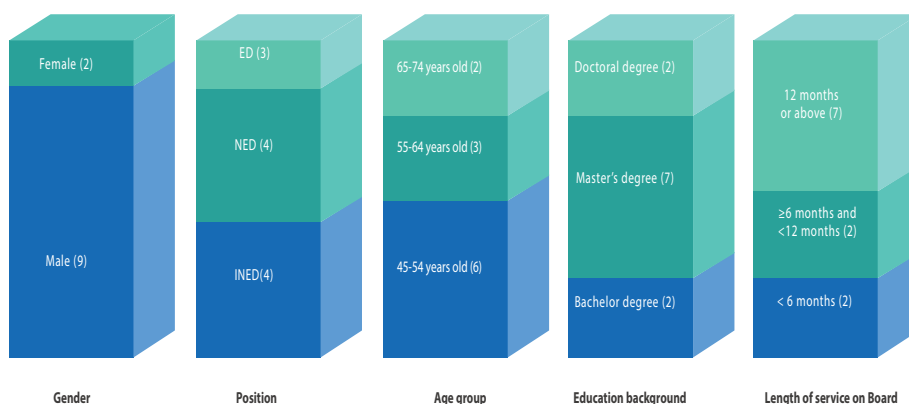 Female (2)
Male (9)
Gender
ED (3)
NED (4)
INED(4)
Position
65-74 years old (2)
55-64 years old (3)
45-54 years old (6)
Age group
Doctoral degree (2)
Master's degree (7)
Bachelor degree (2)
Education background
12 months
or above (7)
≥6 months and
<12 months (2)
< 6 months (2)
Length of service on Board